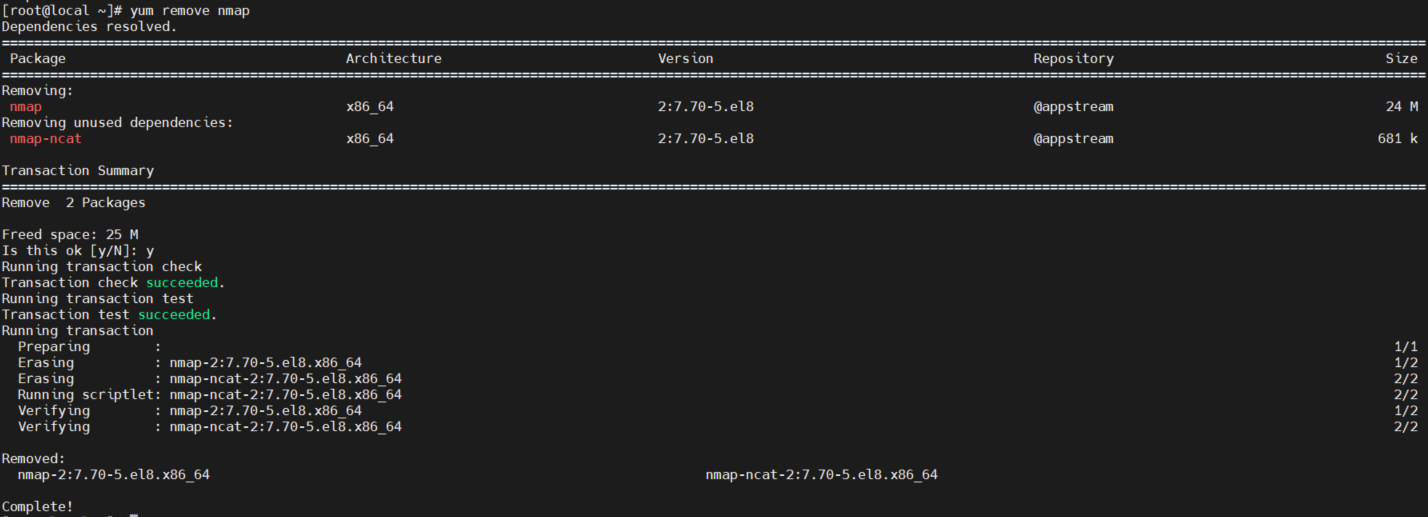 [root@local ~]# yum remove nmap
Dependencies resolved.
Package Architecture Version Repository Size
Removing:
nmap x86_64 2:7.70-5.el8 @appstream 24 M
Removing unused dependencies:
nmap-ncat x86_64 2:7.70-5.el8 @appstream 681 k
Transaction Summary
Remove 2 Packages
Freed space: 25 M
Is this ok [y/N]: y
Running transaction check
Transaction check succeeded.
Running transaction test
Transaction test succeeded.
Running transaction
Preparing : 1/1
Erasing : nmap-2:7.70-5.el8.x86_64 1/2
Erasing : nmap-ncat-2:7.70-5.el8.x86_64 2/2
Running scriptlet: nmap-ncat-2:7.70-5.el8.x86_64 2/2
Verifying : nmap-2:7.70-5.el8.x86_64 1/2
Verifying : nmap-ncat-2:7.70-5.el8.x86_64 2/2
Removed:
nmap-2:7.70-5.el8.x86_64 nmap-ncat-2:7.70-5.el8.x86_64
Complete!